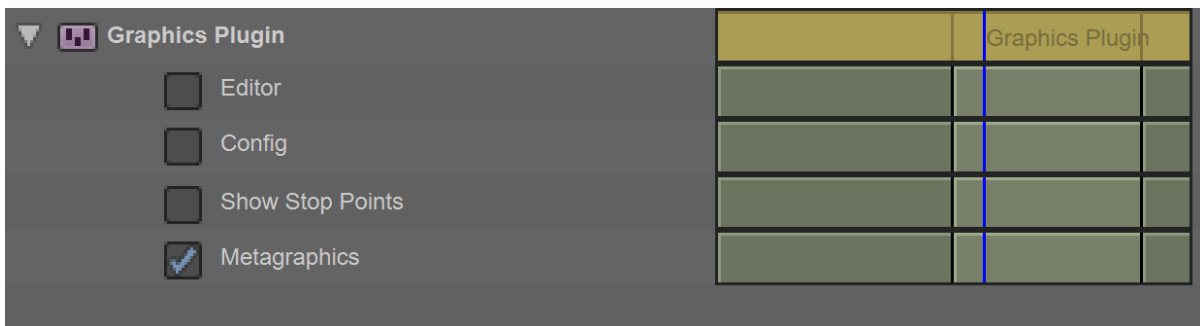 Graphics Plugin
Graphics Plugin
Editor
Config
Show Stop Points
Metagraphics